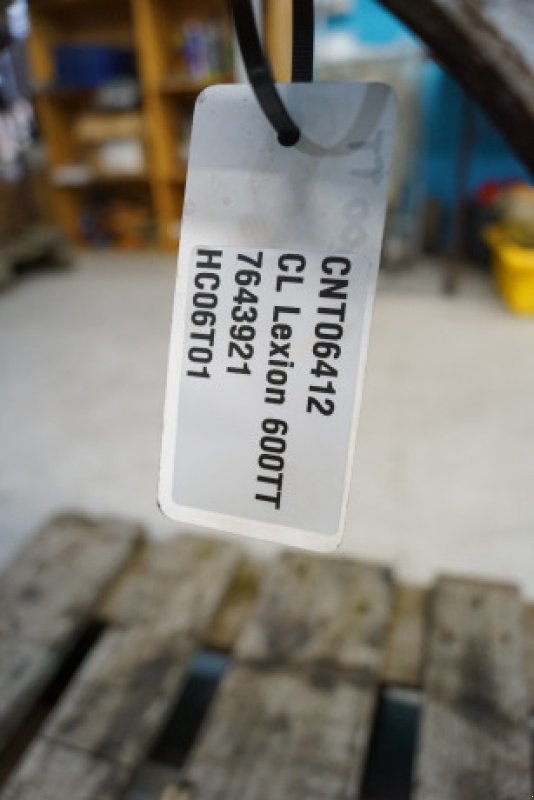 CNT06412
CL Lexion 600TT
7643921
HC06T01